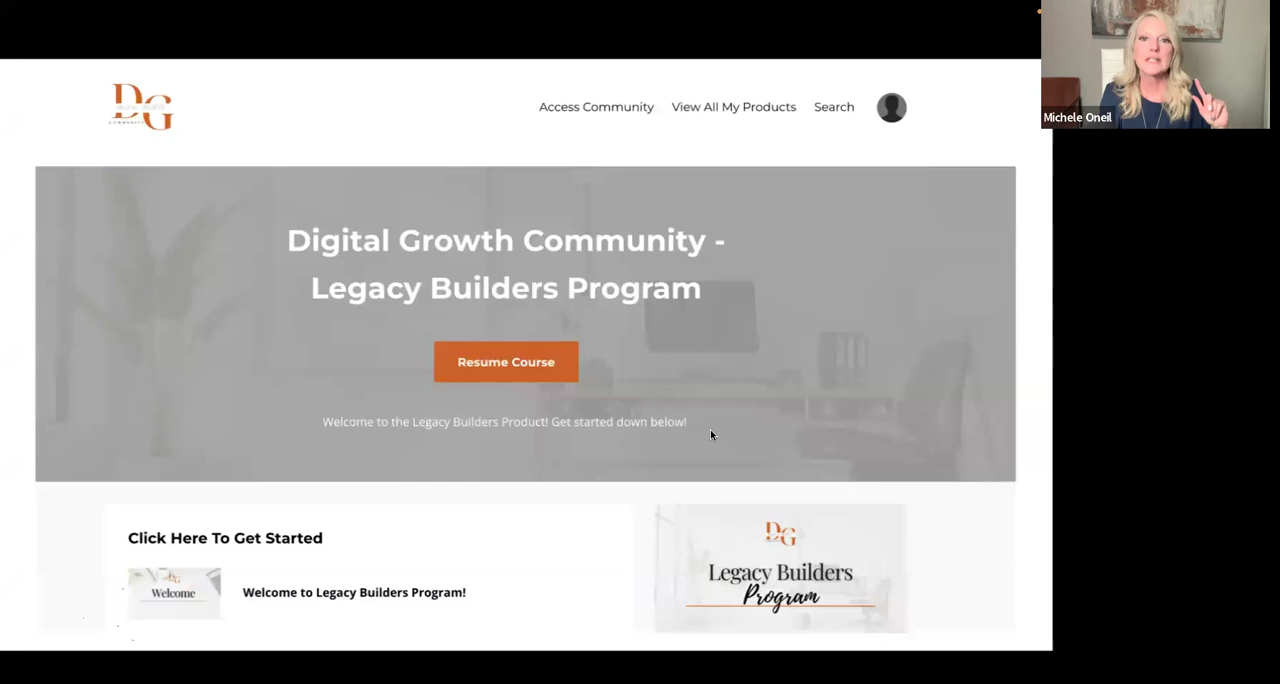 DG
COMMUNITY
Access Community
View All My Products
Search
Michele Oneil
Digital Growth Community -
Legacy Builders Program
Resume Course
Welcome to the Legacy Builders Product! Get started down below!
Click Here To Get Started
DG
Welcome
Welcome to Legacy Builders Program!
DG
Legacy Builders
Program